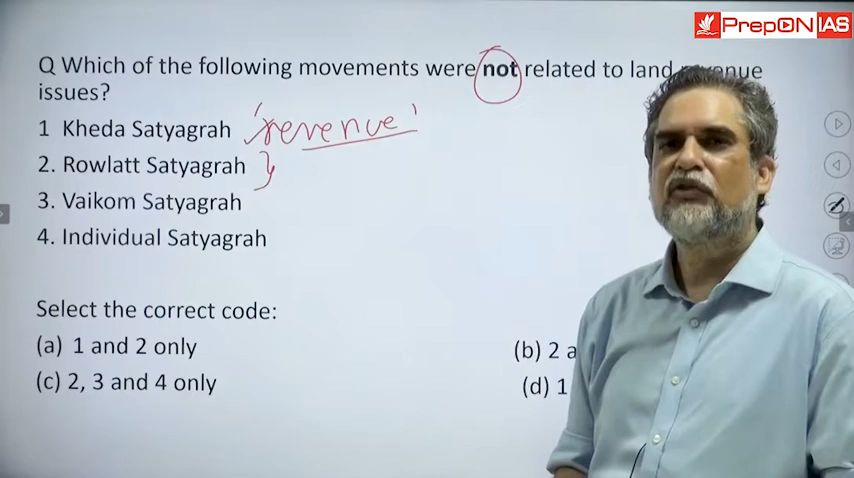 PrepON IAS
Q Which of the following movements were not related to land revenue
issues?
1 Kheda Satyagrah 'revenue'
2. Rowlatt Satyagrah
3. Vaikom Satyagrah
4. Individual Satyagrah
Select the correct code:
(a) 1 and 2 only (b) 2 a
(c) 2, 3 and 4 only (d) 1